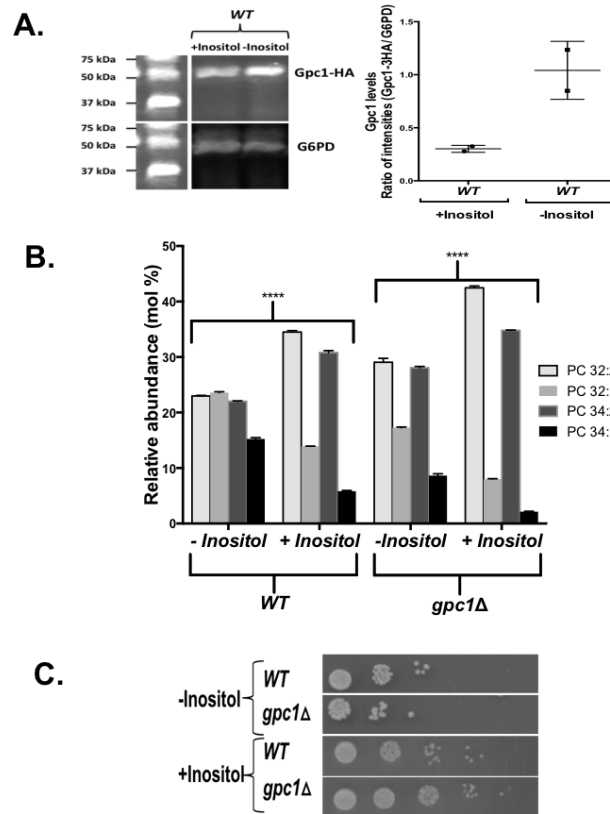 A.
WT
+Inositol -Inositol
75 kDa
50 kDa
37 kDa
Gpc1-HA
75 kDa
50 kDa
37 kDa
G6PD
Gpc1 levels
Ratio of intensities (Gpc1-3HA/ G6PD)
1.5
1.0
0.5
0.0
WT
WT
+Inositol
-Inositol
B.
Relative abundance (mol %)
50
40
30
20
10
0
****
****
PC 32:
PC 32:
PC 34:
PC 34:
- Inositol
+ Inositol
-Inositol
+ Inositol
WT
gpc1Δ
C.
-Inositol
WT
gpc1Δ
+Inositol
WT
gpc1Δ